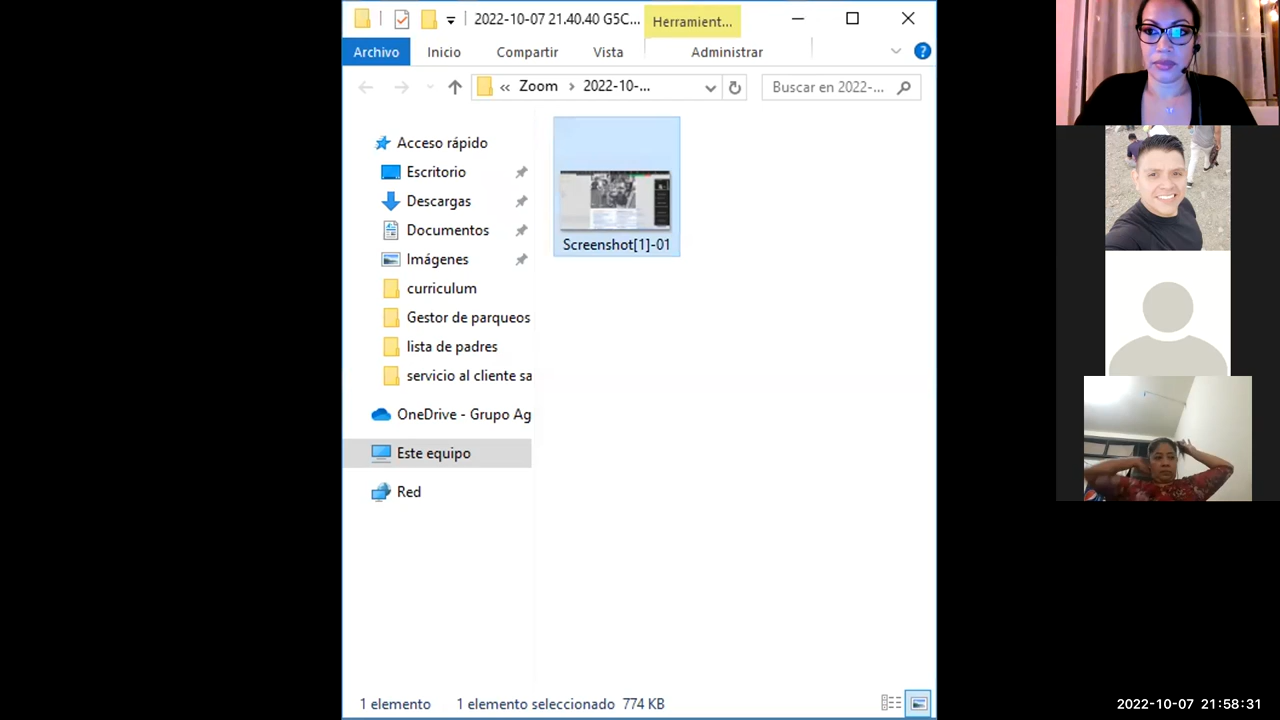 2022-10-07 21.40.40 G5C...
Herramient...
Archivo
Inicio
Compartir
Vista
Administrar
« Zoom > 2022-10-...
Buscar en 2022-...
Acceso rápido
Escritorio
Descargas
Documentos
Imágenes
curriculum
Gestor de parqueos
lista de padres
servicio al cliente sa
OneDrive - Grupo Ag
Este equipo
Red
Screenshot[1]-01
1 elemento
1 elemento seleccionado 774 KB
2022-10-07 21:58:31